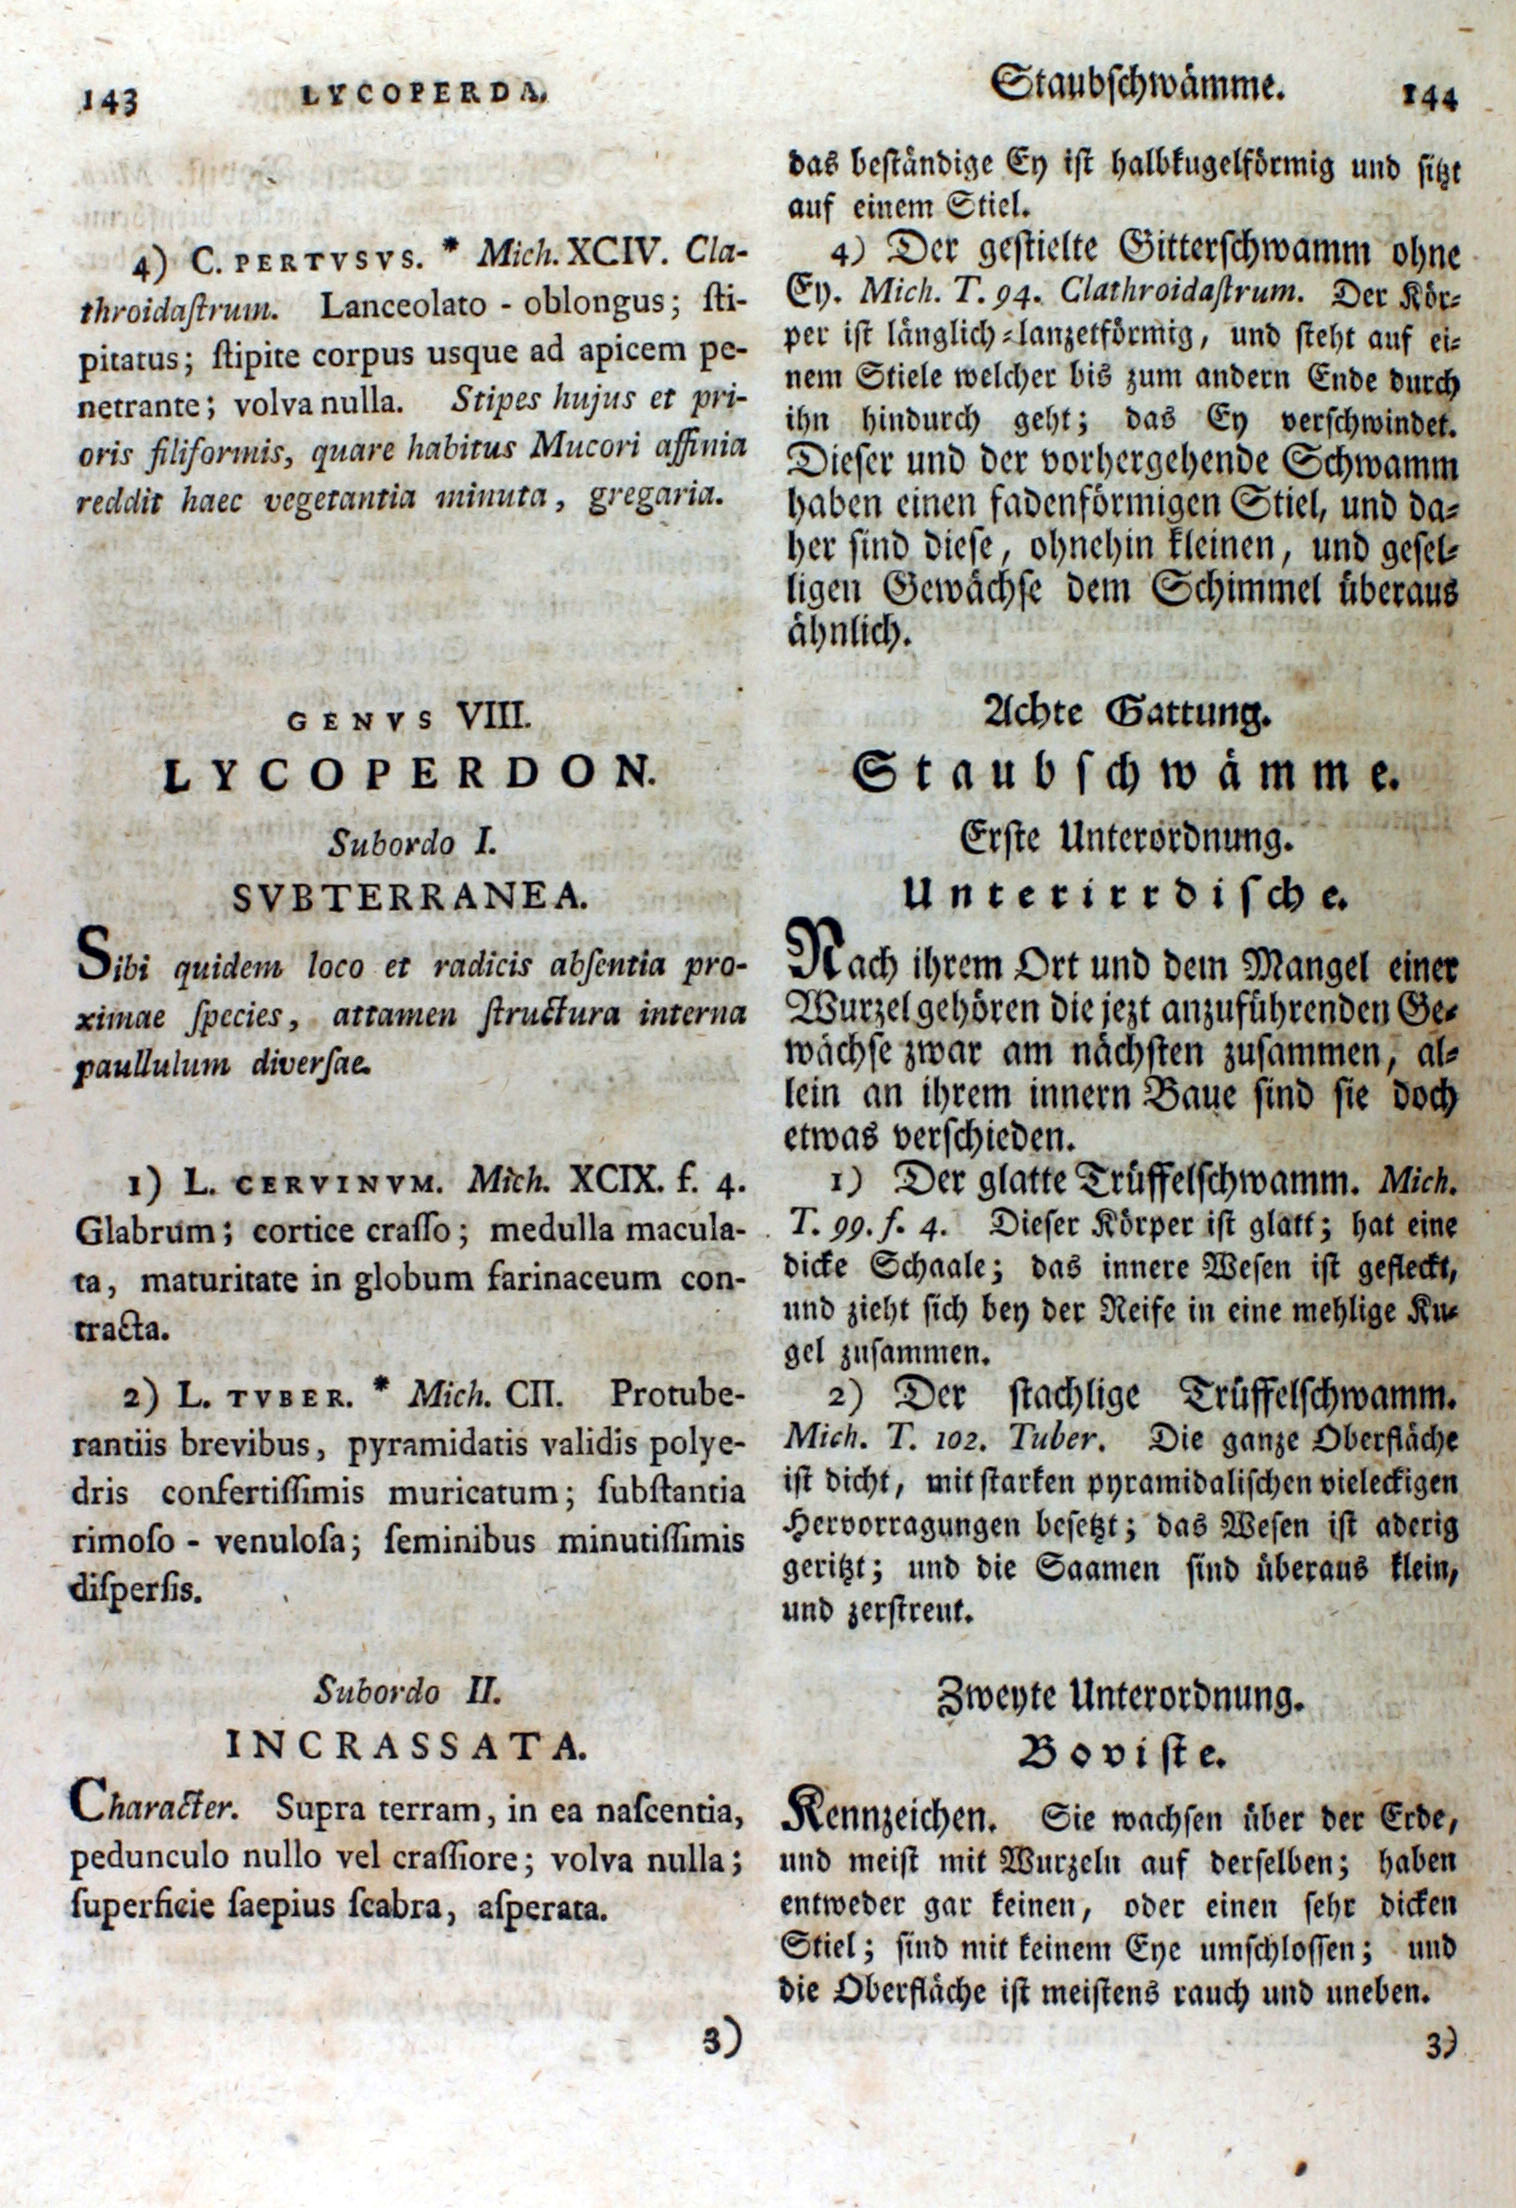 143 LYCOPERDA.
4) C. PERTVSVS. * Mich. XCIV. Cla-
throidaſtrum. Lanceolato - oblongus; ſti-
pitatus; ſtipite corpus usque ad apicem pe-
netrante; volva nulla. Stipes hujus et pri-
oris filiformis, quare habitus Mucori affinia
reddit haec vegetantia minuta, gregaria.
GENVS VIII.
LYCOPERDON.
Subordo I.
SVBTERRANEA.
Sibi quidem loco et radicis abſentia pro-
ximae ſpecies, attamen ſtructura interna
paullulum diverſae.
1) L. CERVINVM. Mich. XCIX. f. 4.
Glabrum; cortice craſſo; medulla macula-
ta, maturitate in globum farinaceum con-
tracta.
2) L. TVBER. * Mich. CII. Protube-
rantiis brevibus, pyramidatis validis polye-
dris confertiſſimis muricatum; ſubſtantia
rimoſo - venuloſa; ſeminibus minutiſſimis
diſperſis.
Subordo II.
INCRASSATA.
Character. Supra terram, in ea naſcentia,
pedunculo nullo vel craſſiore; volva nulla;
ſuperficie ſaepius ſcabra, aſperata.
3)
Staubſchwämme. 144
das beſtändige Ey iſt halbkugelförmig und ſitzt
auf einem Stiel.
4) Der geſtielte Gitterſchwamm ohne
Ey. Mich. T. 94. Clathroidaſtrum. Der Kör⸗
per iſt länglich⸗lanzetförmig, und ſteht auf ei⸗
nem Stiele welcher bis zum andern Ende durch
ihn hindurch geht; das Ey verſchwindet.
Dieſer und der vorhergehende Schwamm
haben einen fadenförmigen Stiel, und da⸗
her ſind dieſe, ohnehin kleinen, und geſel⸗
ligen Gewächſe dem Schimmel überaus
ähnlich.
Achte Gattung.
Staubſchwämme.
Erſte Unterordnung.
Unterirrdiſche.
Nach ihrem Ort und dem Mangel einer
Wurzel gehören die jezt anzuführenden Ge⸗
wächſe zwar am nächſten zuſammen, al⸗
lein an ihrem innern Baue ſind ſie doch
etwas verſchieden.
1) Der glatte Trüffelſchwamm. Mich.
T. 99. f. 4. Dieſer Körper iſt glatt; hat eine
dicke Schaale; das innere Weſen iſt gefleckt,
und zieht ſich bey der Reife in eine mehlige Ku⸗
gel zuſammen.
2) Der ſtachlige Trüffelſchwamm.
Mich. T. 102. Tuber. Die ganze Oberfläche
iſt dicht, mit ſtarken pyramidaliſchen vieleckigen
Hervorragungen beſetzt; das Weſen iſt aderig
geritzt; und die Saamen ſind überaus klein,
und zerſtreut.
Zweyte Unterordnung.
Boviſte.
Kennzeichen. Sie wachſen über der Erde,
und meiſt mit Wurzeln auf derſelben; haben
entweder gar keinen, oder einen ſehr dicken
Stiel; ſind mit keinem Eye umſchloſſen; und
die Oberfläche iſt meiſtens rauch und uneben.
3)